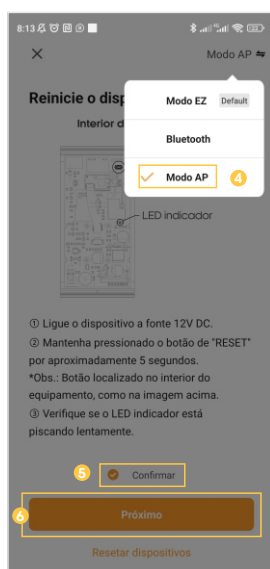 8:13
Modo AP
Reinicie o disp
Modo EZ Default
Interior d
Bluetooth
Modo AP 4
LED indicador
① Ligue o dispositivo a fonte 12V DC.
② Mantenha pressionado o botão de "RESET"
por aproximadamente 5 segundos.
*Obs.: Botão localizado no interior do
equipamento, como na imagem acima.
③ Verifique se o LED indicador está
piscando lentamente.
5 Confirmar
6 Próximo
Resetar dispositivos